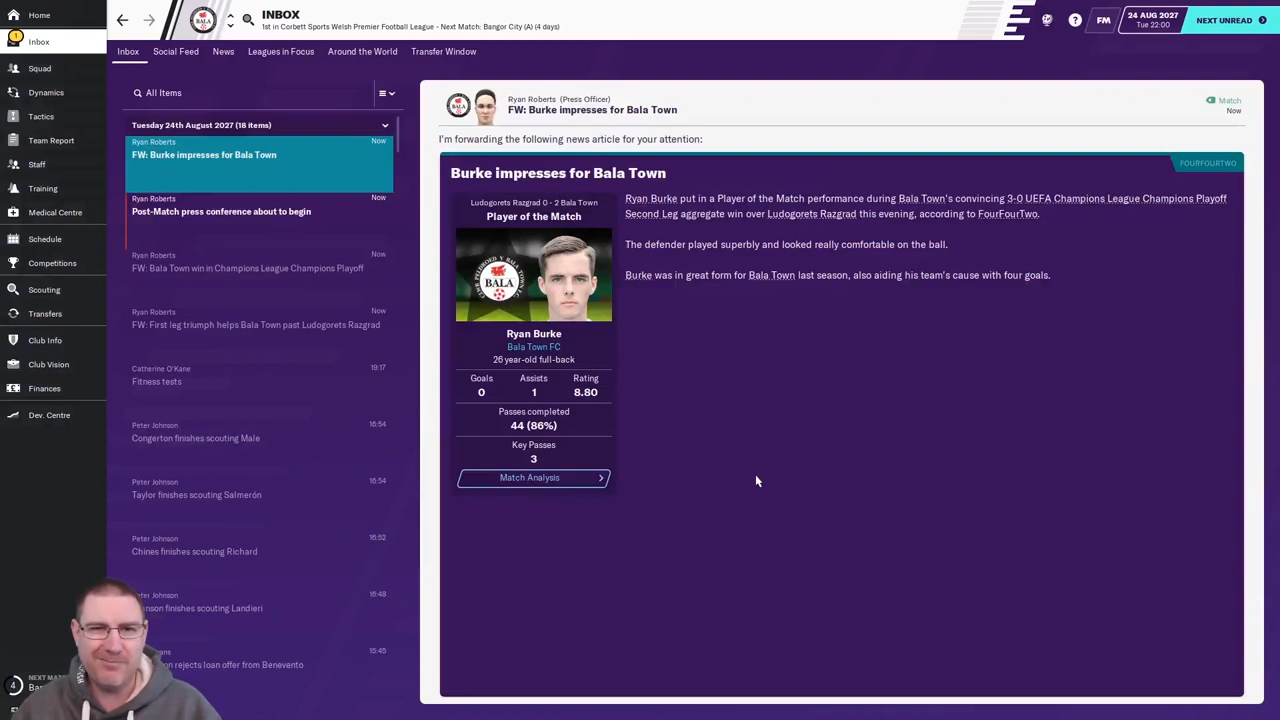 Home
INBOX
1st in Corbett Sports Welsh Premier Football League - Next Match: Bangor City (A) (4 days)
FM
24 AUG 2027
Tue 22:00
NEXT UNREAD
1
Inbox
Squad
Dynamics
Tactics
Team Report
Staff
Training
Medical Centre
Schedule
Competitions
Scouting
Transfers
Club Info
Club Vision
Finances
Dev. Centre
4
NEXT
Inbox
Social Feed
News
Leagues in Focus
Around the World
Transfer Window
All Items
Tuesday 24th August 2027 (18 items)
Ryan Roberts
Now
FW: Burke impresses for Bala Town
Ryan Roberts
Now
Post-Match press conference about to begin
Ryan Roberts
Now
FW: Bala Town win in Champions League Champions Playoff
Ryan Roberts
Now
FW: First leg triumph helps Bala Town past Ludogorets Razgrad
Catherine O'Kane
19:17
Fitness tests
Peter Johnson
16:54
Congerton finishes scouting Male
Peter Johnson
16:54
Taylor finishes scouting Salmerón
Peter Johnson
16:52
Chines finishes scouting Richard
Johnson
16:48
finishes scouting Landieri
15:45
rejects loan offer from Benevento
Ryan Roberts (Press Officer)
FW: Burke impresses for Bala Town
Match
Now
I'm forwarding the following news article for your attention:
FOURFOURTWO
Burke impresses for Bala Town
Ludogorets Razgrad 0 - 2 Bala Town
Player of the Match
BALA
Ryan Burke
Bala Town FC
26 year-old full-back
Goals Assists Rating
0 1 8.80
Passes completed
44 (86%)
Key Passes
3
Match Analysis
Ryan Burke put in a Player of the Match performance during Bala Town's convincing 3-0 UEFA Champions League Champions Playoff
Second Leg aggregate win over Ludogorets Razgrad this evening, according to FourFourTwo.
The defender played superbly and looked really comfortable on the ball.
Burke was in great form for Bala Town last season, also aiding his team's cause with four goals.